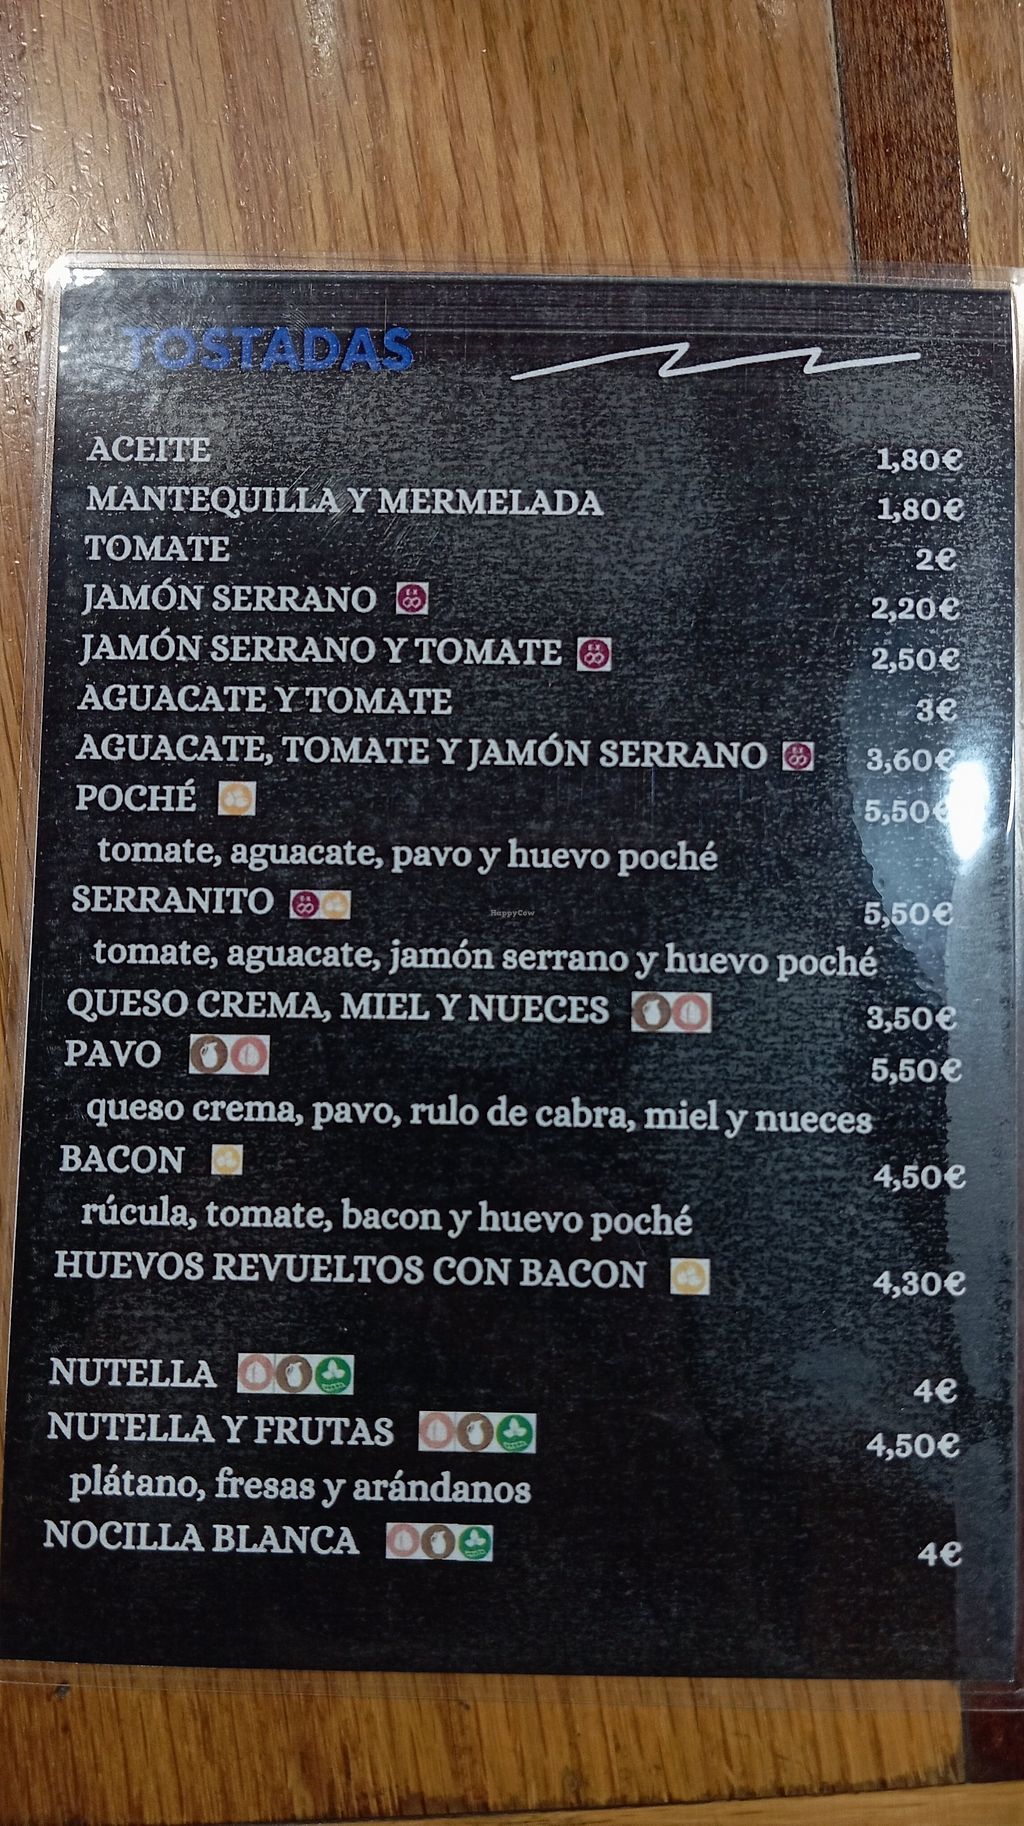 TOSTADAS
ACEITE 1,80€
MANTEQUILLA Y MERMELADA 1,80€
TOMATE 2€
JAMÓN SERRANO 2,20€
JAMÓN SERRANO Y TOMATE 2,50€
AGUACATE Y TOMATE 3€
AGUACATE, TOMATE Y JAMÓN SERRANO 3,60€
POCHÉ 5,50€
tomate, aguacate, pavo y huevo poché
HappyCow
SERRANITO 5,50€
tomate, aguacate, jamón serrano y huevo poché
QUESO CREMA, MIEL Y NUECES 3,50€
PAVO 5,50€
queso crema, pavo, rulo de cabra, miel y nueces
BACON 4,50€
rúcula, tomate, bacon y huevo poché
HUEVOS REVUELTOS CON BACON 4,30€
NUTELLA 4€
NUTELLA Y FRUTAS 4,50€
plátano, fresas y arándanos
NOCILLA BLANCA 4€